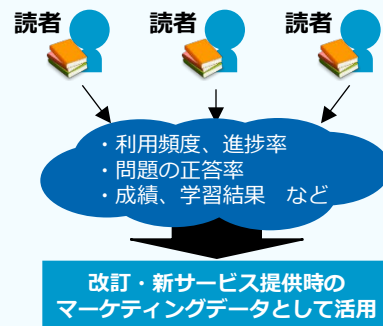 読者 読者 読者
・利用頻度、進捗率
・問題の正答率
・成績、学習結果　など
改訂・新サービス提供時の
マーケティングデータとして活用